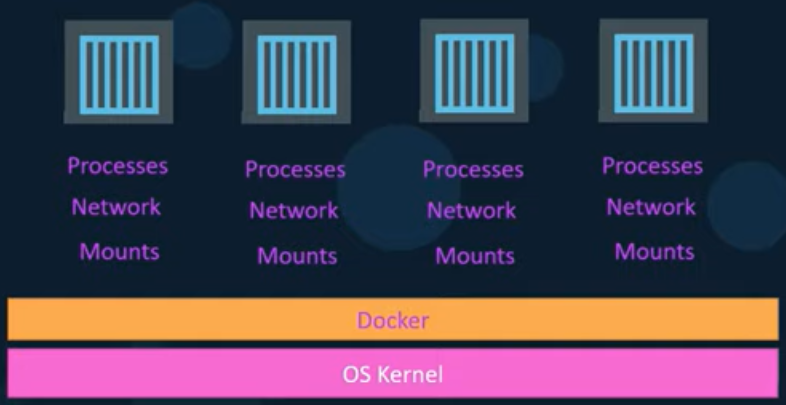 Processes Processes Processes Processes
Network Network Network Network
Mounts Mounts Mounts Mounts
Docker
OS Kernel